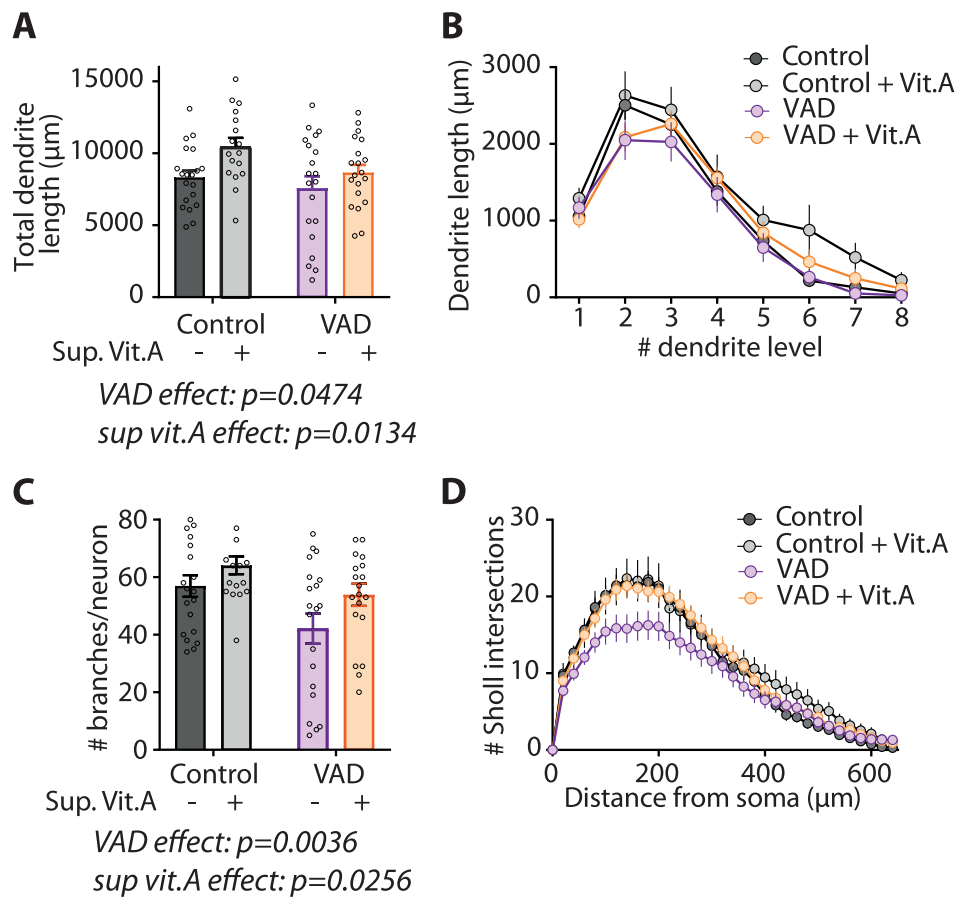 A
Total dendrite
length (µm)
15000
10000
5000
0
Control
VAD
Sup. Vit.A
-
+
-
+
VAD effect: p=0.0474
sup vit.A effect: p=0.0134
B
Dendrite length (µm)
3000
2000
1000
0
1 2 3 4 5 6 7 8
# dendrite level
Control
Control + Vit.A
VAD
VAD + Vit.A
C
# branches/neuron
80
60
40
20
0
Control
VAD
Sup. Vit.A
-
+
-
+
VAD effect: p=0.0036
sup vit.A effect: p=0.0256
D
# Sholl intersections
30
20
10
0
0 200 400 600
Distance from soma (µm)
Control
Control + Vit.A
VAD
VAD + Vit.A